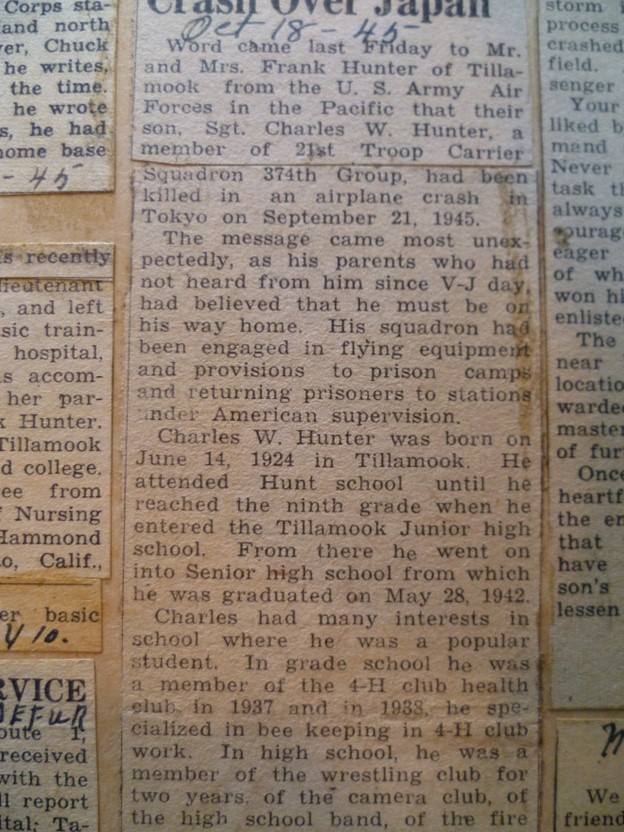 Corps sta-
and north
ver, Chuck
he writes,
the time.
he wrote
s, he had
home base
- 45
s recently
lieutenant
, and left
sic train-
hospital,
s accom-
her par-
k Hunter.
Tillamook
d college.
ee from
Nursing
Hammond
o, Calif.,
er basic
10.
RVICE
oute 1,
received
with the
ll report
ital; Ta-
Crash Over Japan
Oct 18 - 45
Word came last Friday to Mr.
and Mrs. Frank Hunter of Tilla-
mook from the U. S. Army Air
Forces in the Pacific that their
son, Sgt. Charles W. Hunter, a
member of 21st Troop Carrier
Squadron 374th Group, had been
killed in an airplane crash in
Tokyo on September 21, 1945.
The message came most unex-
pectedly, as his parents who had
not heard from him since V-J day,
had believed that he must be on
his way home. His squadron had
been engaged in flying equipment
and provisions to prison camps
and returning prisoners to stations
under American supervision.
Charles W. Hunter was born on
June 14, 1924 in Tillamook. He
attended Hunt school until he
reached the ninth grade when he
entered the Tillamook Junior high
school. From there he went on
into Senior high school from which
he was graduated on May 28, 1942.
Charles had many interests in
school where he was a popular
student. In grade school he was
a member of the 4-H club health
club in 1937 and in 1938, he spe-
cialized in bee keeping in 4-H club
work. In high school, he was a
member of the wrestling club for
two years, of the camera club, of
the high school band, of the fire
storm
process
crashed
field.
senger
Your
liked b
mand
Never
task th
always
courag
eager
of wh
won hi
enliste
The
near
locatio
warde
master
of fur
Once
heartf
the en
that
have
son's
lessen
We
friend